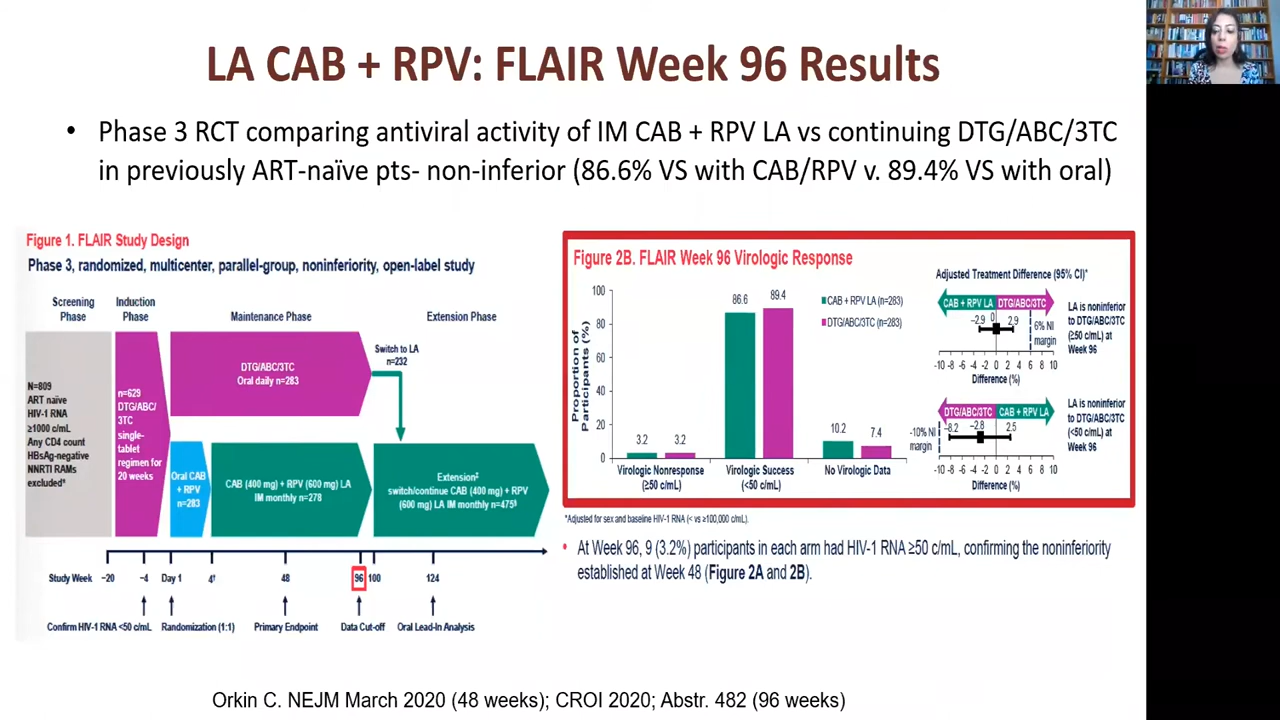 LA CAB + RPV: FLAIR Week 96 Results
• Phase 3 RCT comparing antiviral activity of IM CAB + RPV LA vs continuing DTG/ABC/3TC
in previously ART-naïve pts- non-inferior (86.6% VS with CAB/RPV v. 89.4% VS with oral)
Figure 1. FLAIR Study Design
Phase 3, randomized, multicenter, parallel-group, noninferiority, open-label study
Screening
Phase
Induction
Phase
Maintenance Phase
Extension Phase
N=809
ART naïve
HIV-1 RNA
≥1000 c/mL
Any CD4 count
HBsAg-negative
NNRTI RAMs
excluded*
n=629
DTG/ABC/
3TC
single-
tablet
regimen for
20 weeks
DTG/ABC/3TC
Oral daily n=283
Switch to LA
n=232
Oral CAB
+ RPV
n=283
CAB (400 mg) + RPV (600 mg) LA
IM monthly n=278
Extension‡
switch/continue CAB (400 mg) + RPV
(600 mg) LA IM monthly n=475§
Study Week −20 −4 Day 1 4† 48 96 100 124
Confirm HIV-1 RNA <50 c/mL Randomization (1:1) Primary Endpoint Data Cut-off Oral Lead-In Analysis
Figure 2B. FLAIR Week 96 Virologic Response
Proportion of
Participants (%)
100
80
60
40
20
0
CAB + RPV LA (n=283)
DTG/ABC/3TC (n=283)
3.2 3.2
86.6 89.4
10.2 7.4
Virologic Nonresponse
(≥50 c/mL)
Virologic Success
(<50 c/mL)
No Virologic Data
Adjusted Treatment Difference (95% CI)*
CAB + RPV LA DTG/ABC/3TC
−2.9 0 2.9
6% NI
margin
-10 -8 -6 -4 -2 0 2 4 6 8 10
Difference (%)
LA is noninferior
to DTG/ABC/3TC
(≥50 c/mL) at
Week 96
DTG/ABC/3TC CAB + RPV LA
-10% NI
margin
−8.2 −2.8 2.5
-10 -8 -6 -4 -2 0 2 4 6 8 10
Difference (%)
LA is noninferior
to DTG/ABC/3TC
(<50 c/mL) at
Week 96
*Adjusted for sex and baseline HIV-1 RNA (< vs ≥100,000 c/mL).
• At Week 96, 9 (3.2%) participants in each arm had HIV-1 RNA ≥50 c/mL, confirming the noninferiority
established at Week 48 (Figure 2A and 2B).
Orkin C. NEJM March 2020 (48 weeks); CROI 2020; Abstr. 482 (96 weeks)